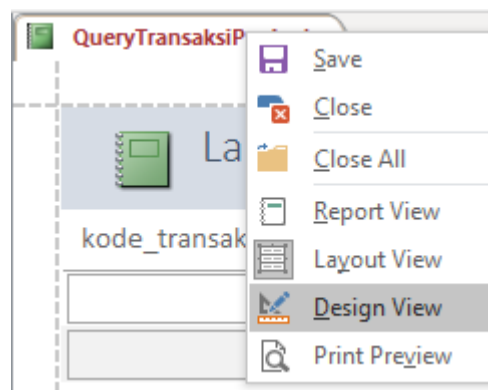 QueryTransaksiP
Save
Close
La
Close All
Report View
kode_transak
Layout View
Design View
Print Preview